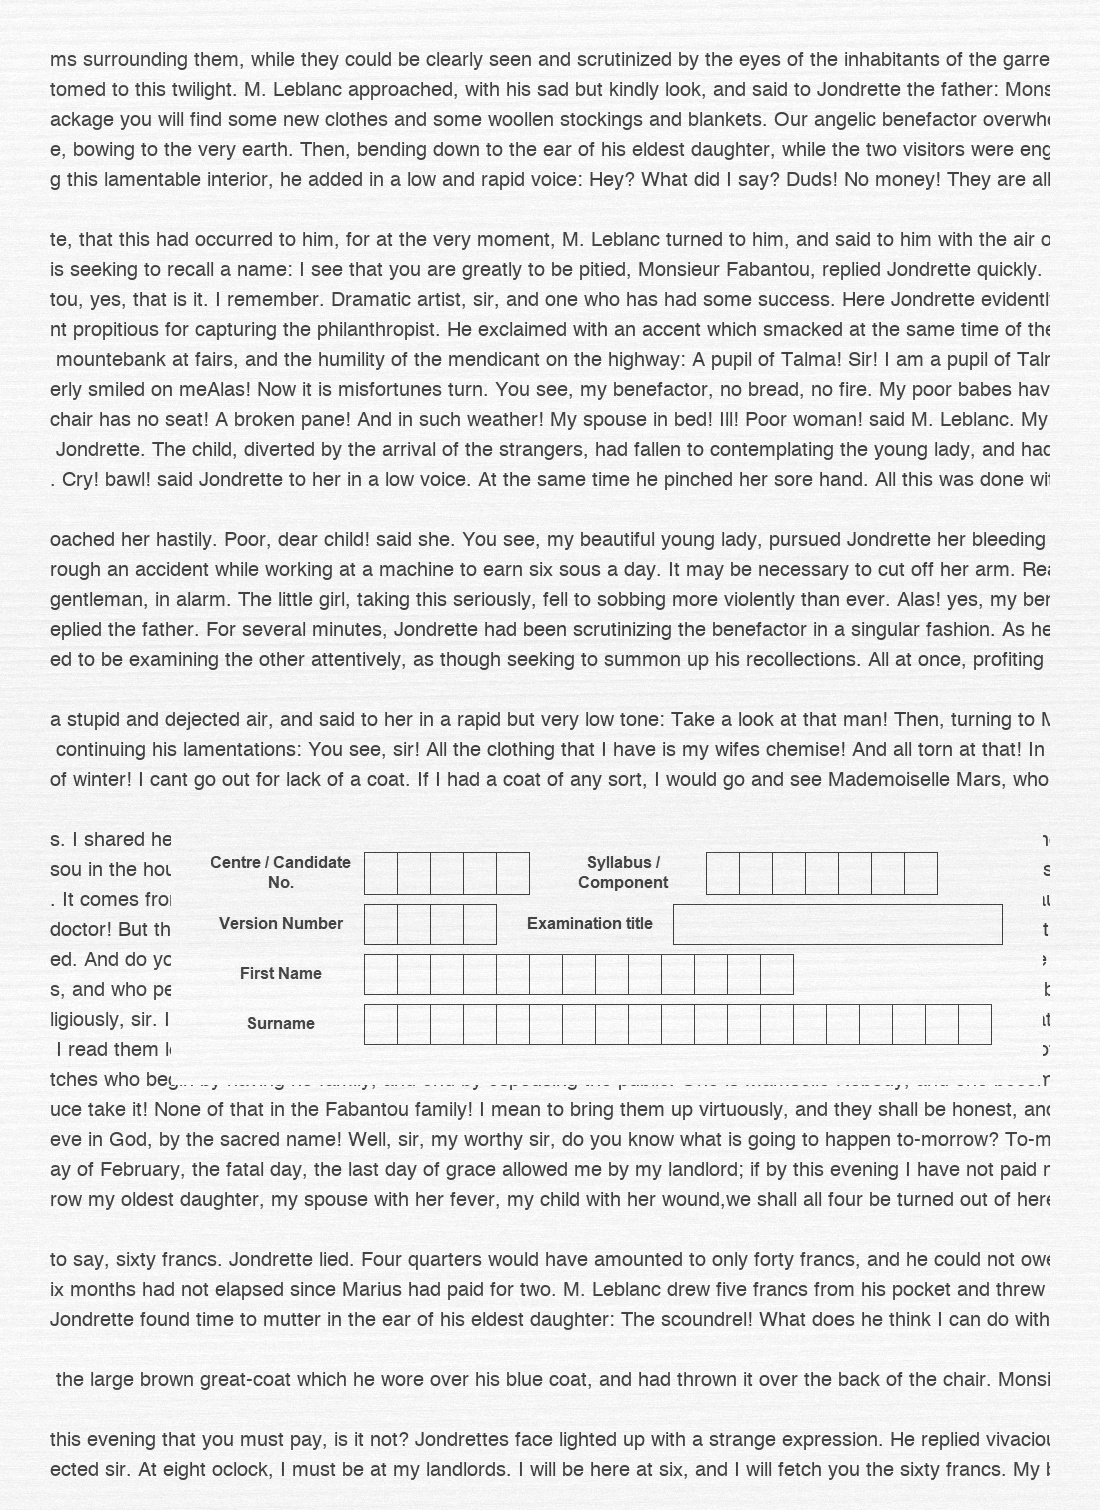 ms surrounding them, while they could be clearly seen and scrutinized by the eyes of the inhabitants of the garre
tomed to this twilight. M. Leblanc approached, with his sad but kindly look, and said to Jondrette the father: Mons
ackage you will find some new clothes and some woollen stockings and blankets. Our angelic benefactor overwhe
e, bowing to the very earth. Then, bending down to the ear of his eldest daughter, while the two visitors were eng
g this lamentable interior, he added in a low and rapid voice: Hey? What did I say? Duds! No money! They are all
te, that this had occurred to him, for at the very moment, M. Leblanc turned to him, and said to him with the air o
is seeking to recall a name: I see that you are greatly to be pitied, Monsieur Fabantou, replied Jondrette quickly.
tou, yes, that is it. I remember. Dramatic artist, sir, and one who has had some success. Here Jondrette evidentl
nt propitious for capturing the philanthropist. He exclaimed with an accent which smacked at the same time of the
mountebank at fairs, and the humility of the mendicant on the highway: A pupil of Talma! Sir! I am a pupil of Tal
erly smiled on meAlas! Now it is misfortunes turn. You see, my benefactor, no bread, no fire. My poor babes hav
chair has no seat! A broken pane! And in such weather! My spouse in bed! Ill! Poor woman! said M. Leblanc. My
Jondrette. The child, diverted by the arrival of the strangers, had fallen to contemplating the young lady, and had
. Cry! bawl! said Jondrette to her in a low voice. At the same time he pinched her sore hand. All this was done wit
oached her hastily. Poor, dear child! said she. You see, my beautiful young lady, pursued Jondrette her bleeding
rough an accident while working at a machine to earn six sous a day. It may be necessary to cut off her arm. Rea
gentleman, in alarm. The little girl, taking this seriously, fell to sobbing more violently than ever. Alas! yes, my ben
eplied the father. For several minutes, Jondrette had been scrutinizing the benefactor in a singular fashion. As he
ed to be examining the other attentively, as though seeking to summon up his recollections. All at once, profiting
a stupid and dejected air, and said to her in a rapid but very low tone: Take a look at that man! Then, turning to M
continuing his lamentations: You see, sir! All the clothing that I have is my wifes chemise! And all torn at that! In
of winter! I cant go out for lack of a coat. If I had a coat of any sort, I would go and see Mademoiselle Mars, who
s. I shared he
sou in the hou
. It comes fro
doctor! But th
ed. And do yo
s, and who pe
ligiously, sir. I
I read them l
tches who beg
Centre / Candidate No.
Syllabus / Component
Version Number
Examination title
First Name
Surname
uce take it! None of that in the Fabantou family! I mean to bring them up virtuously, and they shall be honest, and
eve in God, by the sacred name! Well, sir, my worthy sir, do you know what is going to happen to-morrow? To-m
ay of February, the fatal day, the last day of grace allowed me by my landlord; if by this evening I have not paid
row my oldest daughter, my spouse with her fever, my child with her wound,we shall all four be turned out of here
to say, sixty francs. Jondrette lied. Four quarters would have amounted to only forty francs, and he could not owe
ix months had not elapsed since Marius had paid for two. M. Leblanc drew five francs from his pocket and threw
Jondrette found time to mutter in the ear of his eldest daughter: The scoundrel! What does he think I can do with
the large brown great-coat which he wore over his blue coat, and had thrown it over the back of the chair. Monsi
this evening that you must pay, is it not? Jondrettes face lighted up with a strange expression. He replied vivaciou
ected sir. At eight oclock, I must be at my landlords. I will be here at six, and I will fetch you the sixty francs. My